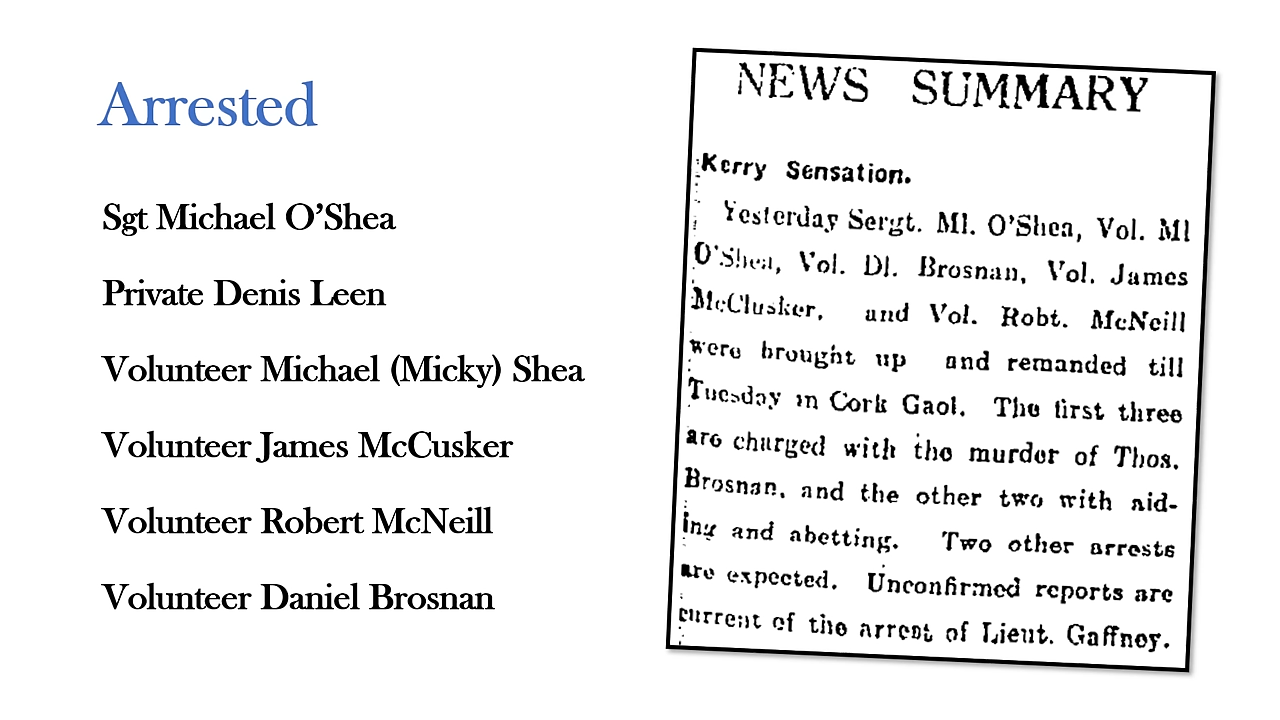 Arrested
Sgt Michael O’Shea
Private Denis Leen
Volunteer Michael (Micky) Shea
Volunteer James McCusker
Volunteer Robert McNeill
Volunteer Daniel Brosnan
NEWS SUMMARY
Kerry Sensation.
Yesterday Sergt. Ml. O'Shea, Vol. Ml
O'Shea, Vol. Dl. Brosnan, Vol. James
McClusker, and Vol. Robt. McNeill
were brought up and remanded till
Tuesday in Cork Gaol. The first three
are charged with the murder of Thos.
Brosnan, and the other two with aid-
ing and abetting. Two other arrests
are expected. Unconfirmed reports are
current of the arrest of Lieut. Gaffney.